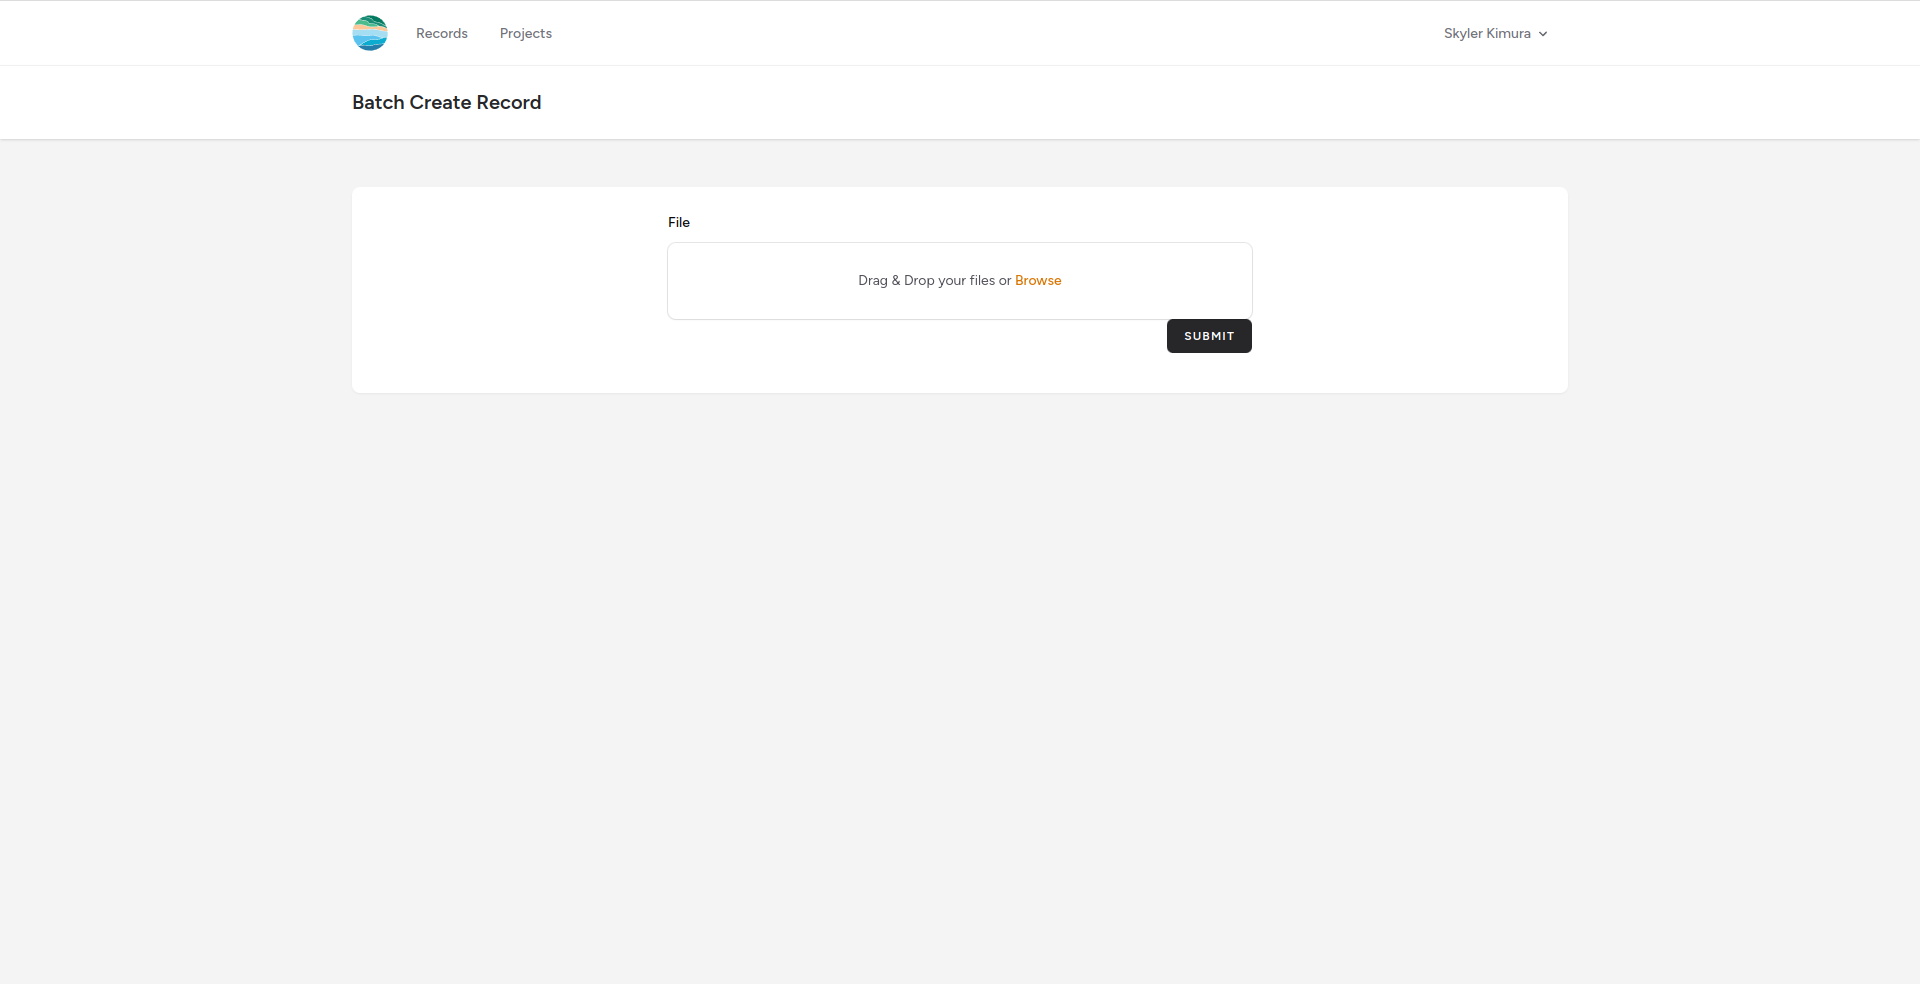 Records Projects Skyler Kimura
Batch Create Record
File
Drag & Drop your files or Browse
SUBMIT